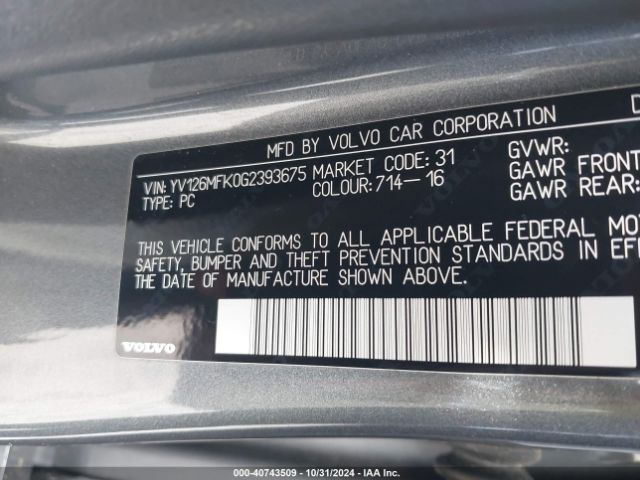 MFD BY VOLVO CAR CORPORATION
VIN: YV126MFK0G2393675 MARKET CODE: 31 GVWR:
TYPE: PC COLOUR: 714-16 GAWR FRONT
GAWR REAR:
THIS VEHICLE CONFORMS TO ALL APPLICABLE FEDERAL MO
SAFETY, BUMPER AND THEFT PREVENTION STANDARDS IN EFF
THE DATE OF MANUFACTURE SHOWN ABOVE.
VOLVO
000-40743509 - 10/31/2024 - IAA Inc.